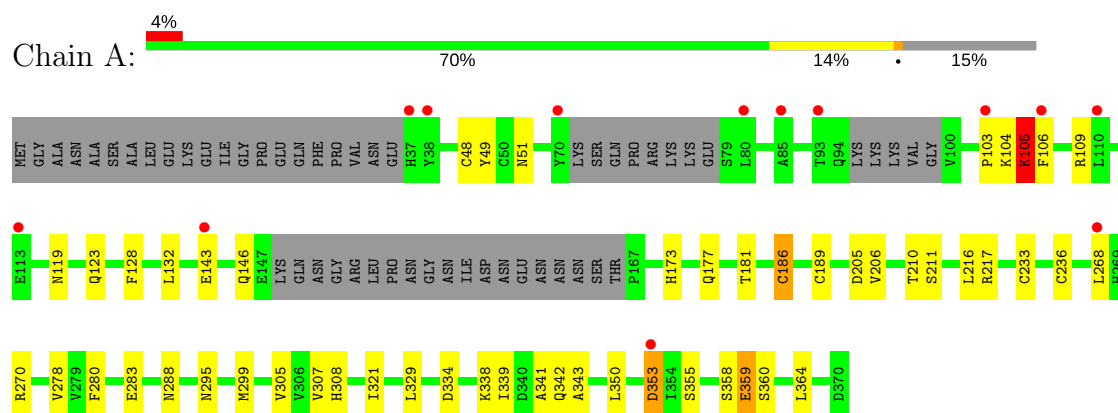 4%
Chain A:
70% 14% • 15%
MET GLY ALA ASN ALA SER ALA LEU GLU LYS GLU ILE GLY PRO GLU GLN PHE PRO VAL ASN GLU H37 Y38 C48 Y49 C50 N51 Y70 LYS SER GLN PRO ARG LYS LYS GLU S79 L80 A85 T93 Q94 LYS LYS LYS VAL GLY V100 P103 K104 K105 F106 R109 L110
E113 N119 Q123 F128 L132 E143 Q146 E147 LYS GLN ASN GLY ARG LEU PRO ASN GLY ASN ILE ASP ASN GLU ASN ASN ASN SER THR P167 H173 Q177 T181 C186 C189 D205 V206 T210 S211 L216 R217 C233 C236 L268 H269
R270 V278 V279 F280 E283 N288 N295 M299 V305 V306 V307 H308 I321 L329 D334 K338 I339 D340 A341 Q342 A343 L350 D353 I354 S355 S358 E359 S360 L364 D370